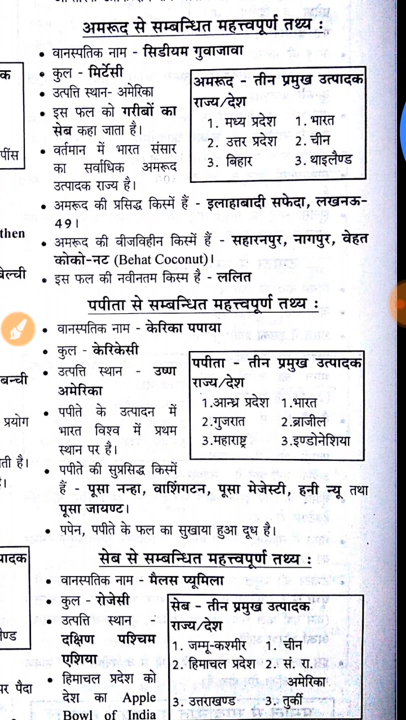 अमरूद से सम्बन्धित महत्त्वपूर्ण तथ्य :
• वानस्पतिक नाम - सिडीयम गुवाजावा
• कुल - मिर्टेसी
• उत्पत्ति स्थान- अमेरिका
• इस फल को गरीबों का
सेब कहा जाता है।
• वर्तमान में भारत संसार
का सर्वाधिक अमरूद
उत्पादक राज्य है।
अमरूद - तीन प्रमुख उत्पादक
राज्य/देश
1. मध्य प्रदेश 1. भारत
2. उत्तर प्रदेश 2. चीन
3. बिहार 3. थाइलैण्ड
• अमरूद की प्रसिद्ध किस्में हैं - इलाहाबादी सफेदा, लखनऊ-
49।
• अमरूद की बीजविहीन किस्में हैं - सहारनपुर, नागपुर, वेहत
कोको-नट (Behat Coconut)।
• इस फल की नवीनतम किस्म है - ललित
पपीता से सम्बन्धित महत्त्वपूर्ण तथ्य :
• वानस्पतिक नाम - केरिका पपाया
• कुल - केरिकेसी
• उत्पत्ति स्थान - उष्ण
अमेरिका
• पपीते के उत्पादन में
भारत विश्व में प्रथम
स्थान पर है।
पपीता - तीन प्रमुख उत्पादक
राज्य/देश
1.आन्ध्र प्रदेश 1.भारत
2.गुजरात 2.ब्राजील
3.महाराष्ट्र 3.इण्डोनेशिया
• पपीते की सुप्रसिद्ध किस्में
हैं - पूसा नन्हा, वाशिंगटन, पूसा मेजेस्टी, हनी न्यू तथा
पूसा जायण्ट।
• पपेन, पपीते के फल का सुखाया हुआ दूध है।
सेब से सम्बन्धित महत्त्वपूर्ण तथ्य :
• वानस्पतिक नाम - मैलस प्यूमिला
• कुल - रोजेसी
• उत्पत्ति स्थान -
दक्षिण पश्चिम
एशिया
• हिमाचल प्रदेश को
देश का Apple
Bowl of India
सेब - तीन प्रमुख उत्पादक
राज्य/देश
1. जम्मू-कश्मीर 1. चीन
2. हिमाचल प्रदेश 2. सं. रा.
अमेरिका
3. उत्तराखण्ड 3. तुर्की
then
प्रयोग
पर पैदा